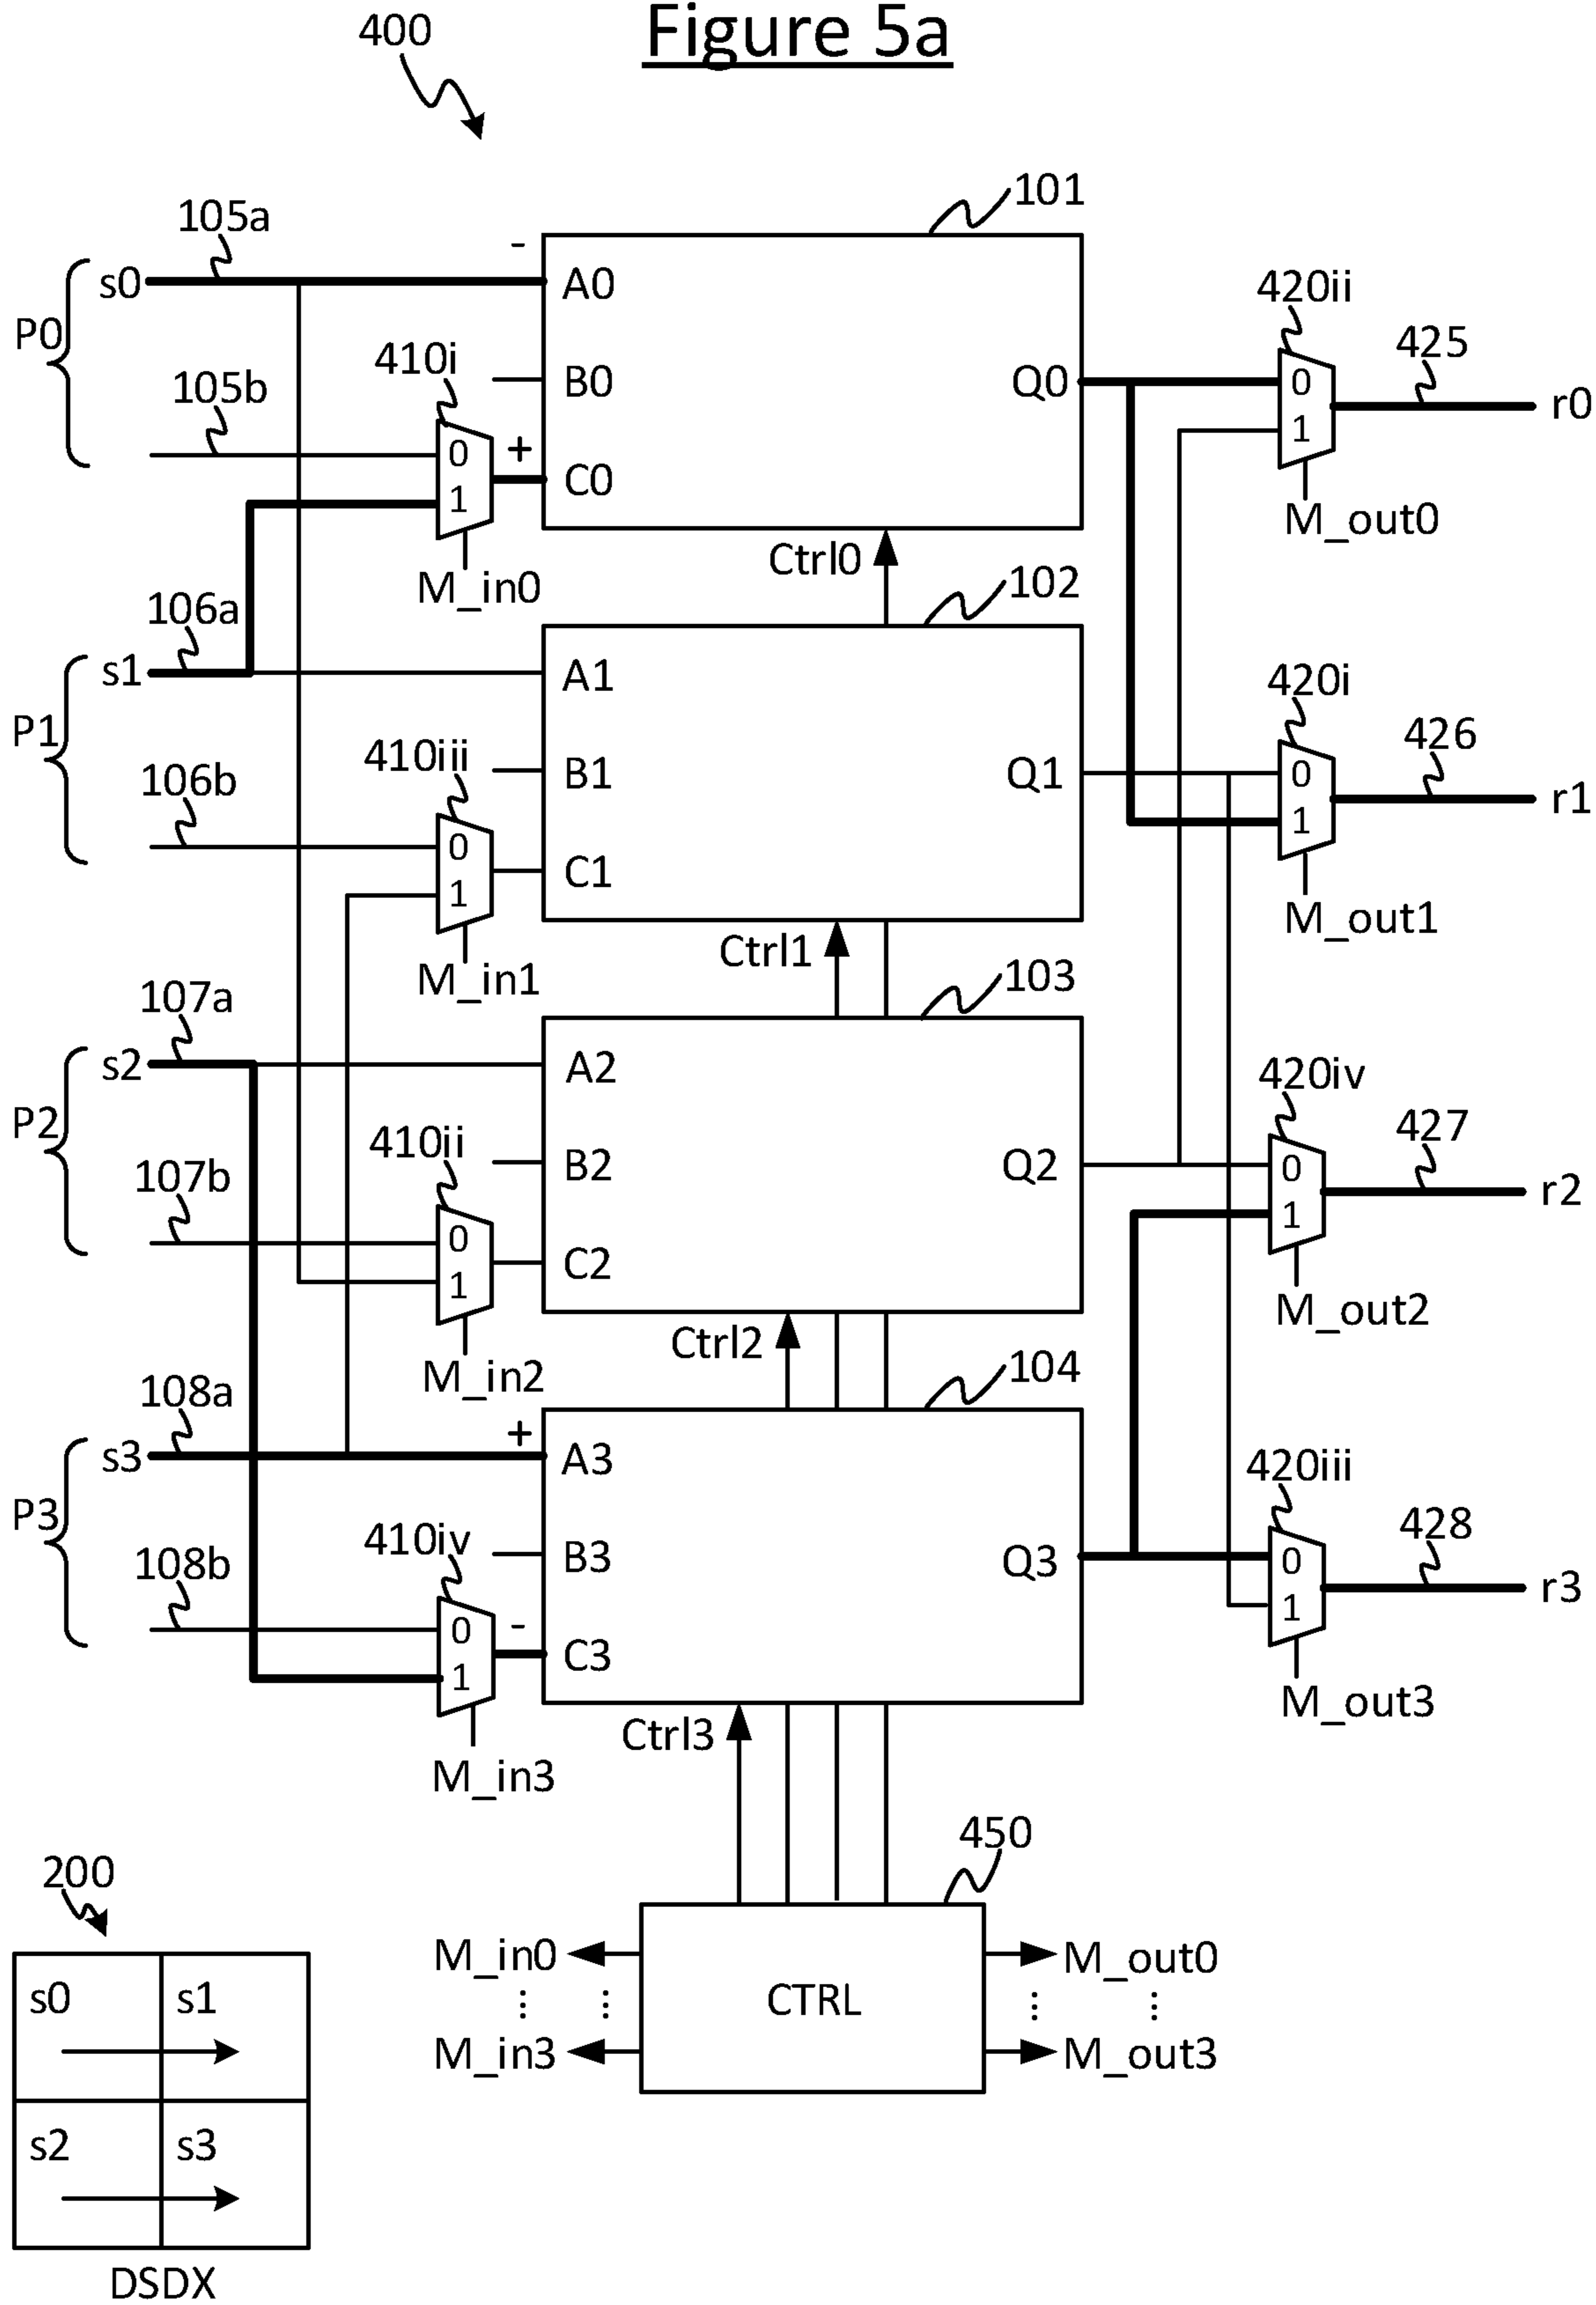 Figure 5a
400
101
105a
-
s0
A0
420ii
P0
410i
425
105b
B0
Q0
0
r0
+
0
1
1
C0
M_out0
Ctrl0
M_in0
102
106a
s1
A1
420i
P1
410iii
426
106b
B1
Q1
0
r1
0
1
1
C1
M_out1
Ctrl1
M_in1
103
107a
s2
A2
420iv
P2
410ii
427
107b
B2
Q2
0
r2
0
1
1
C2
M_out2
Ctrl2
M_in2
104
108a
+
s3
A3
420iii
P3
410iv
428
108b
B3
Q3
0
r3
0
1
-
1
C3
M_out3
Ctrl3
M_in3
450
200
M_in0
CTRL
M_out0
M_in3
M_out3
s0
s1
s2
s3
DSDX